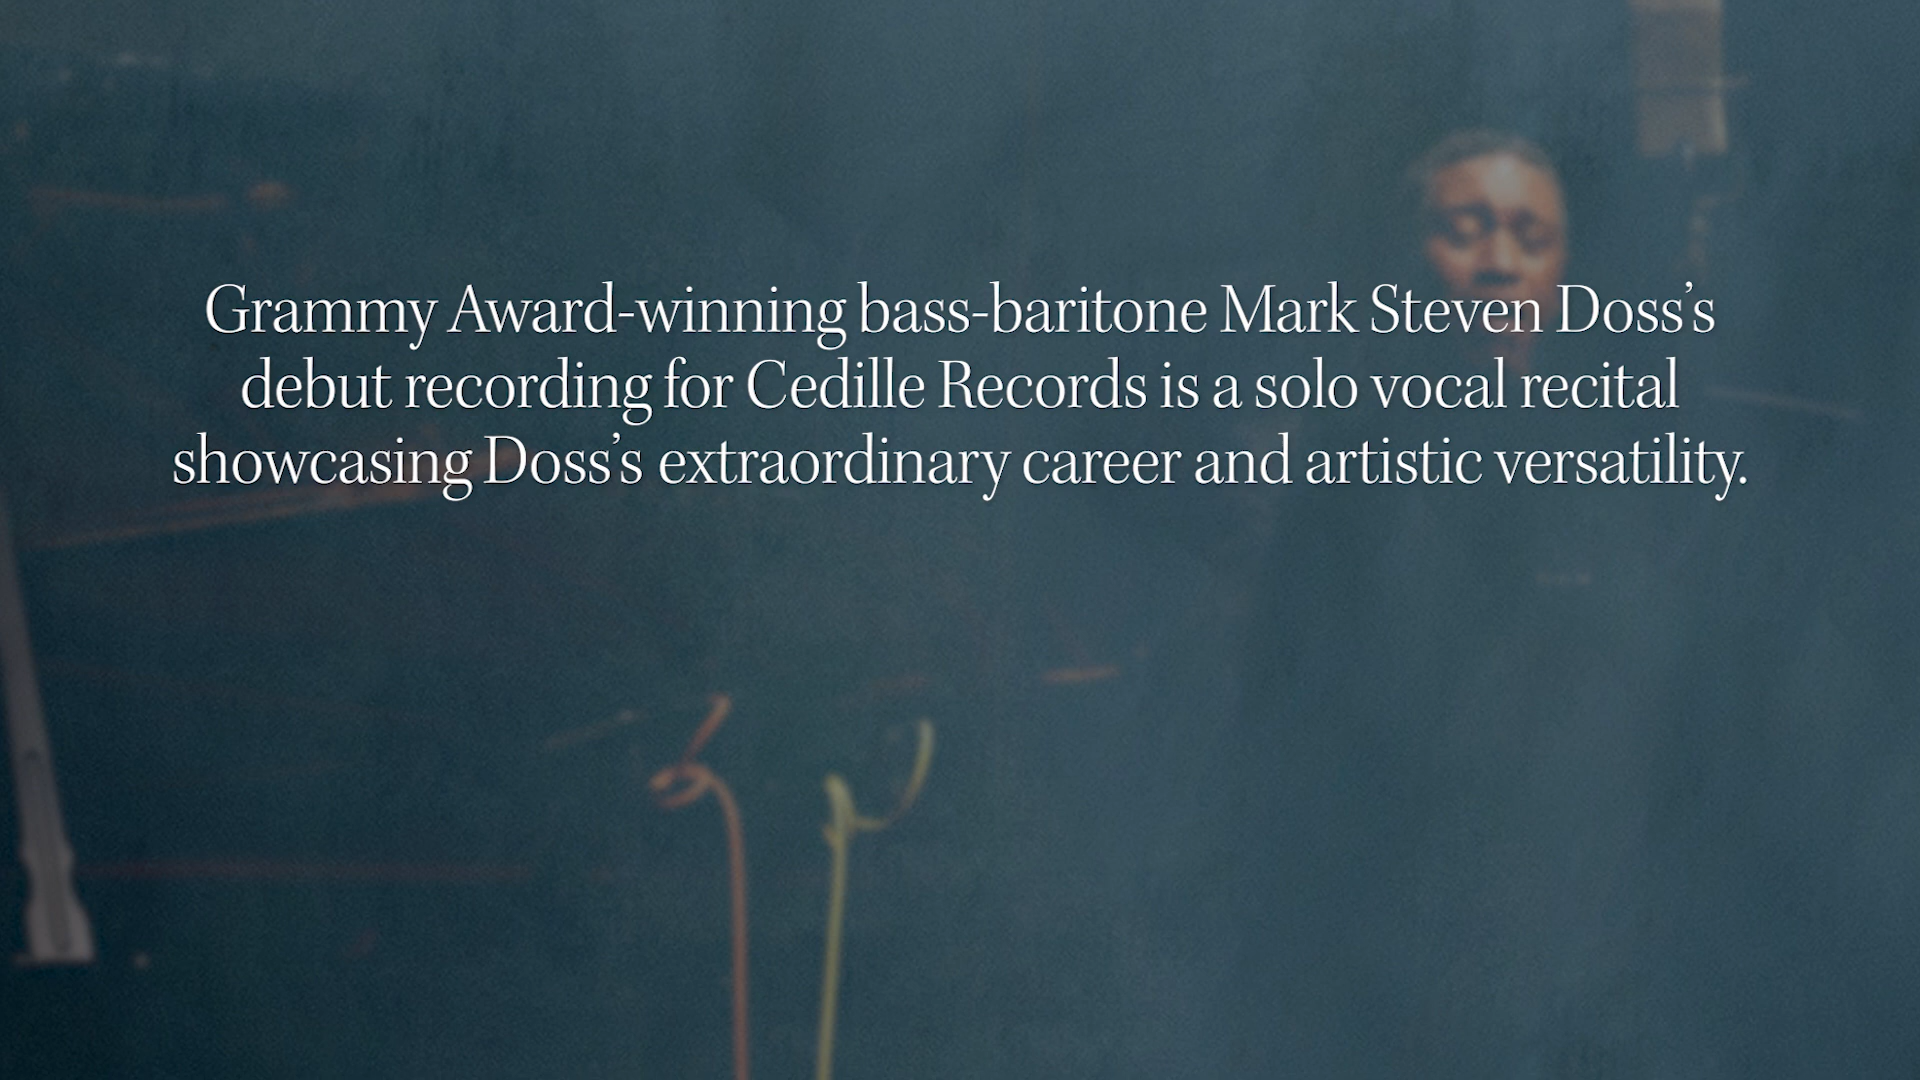 Grammy Award-winning bass-baritone Mark Steven Doss’s
debut recording for Cedille Records is a solo vocal recital
showcasing Doss’s extraordinary career and artistic versatility.